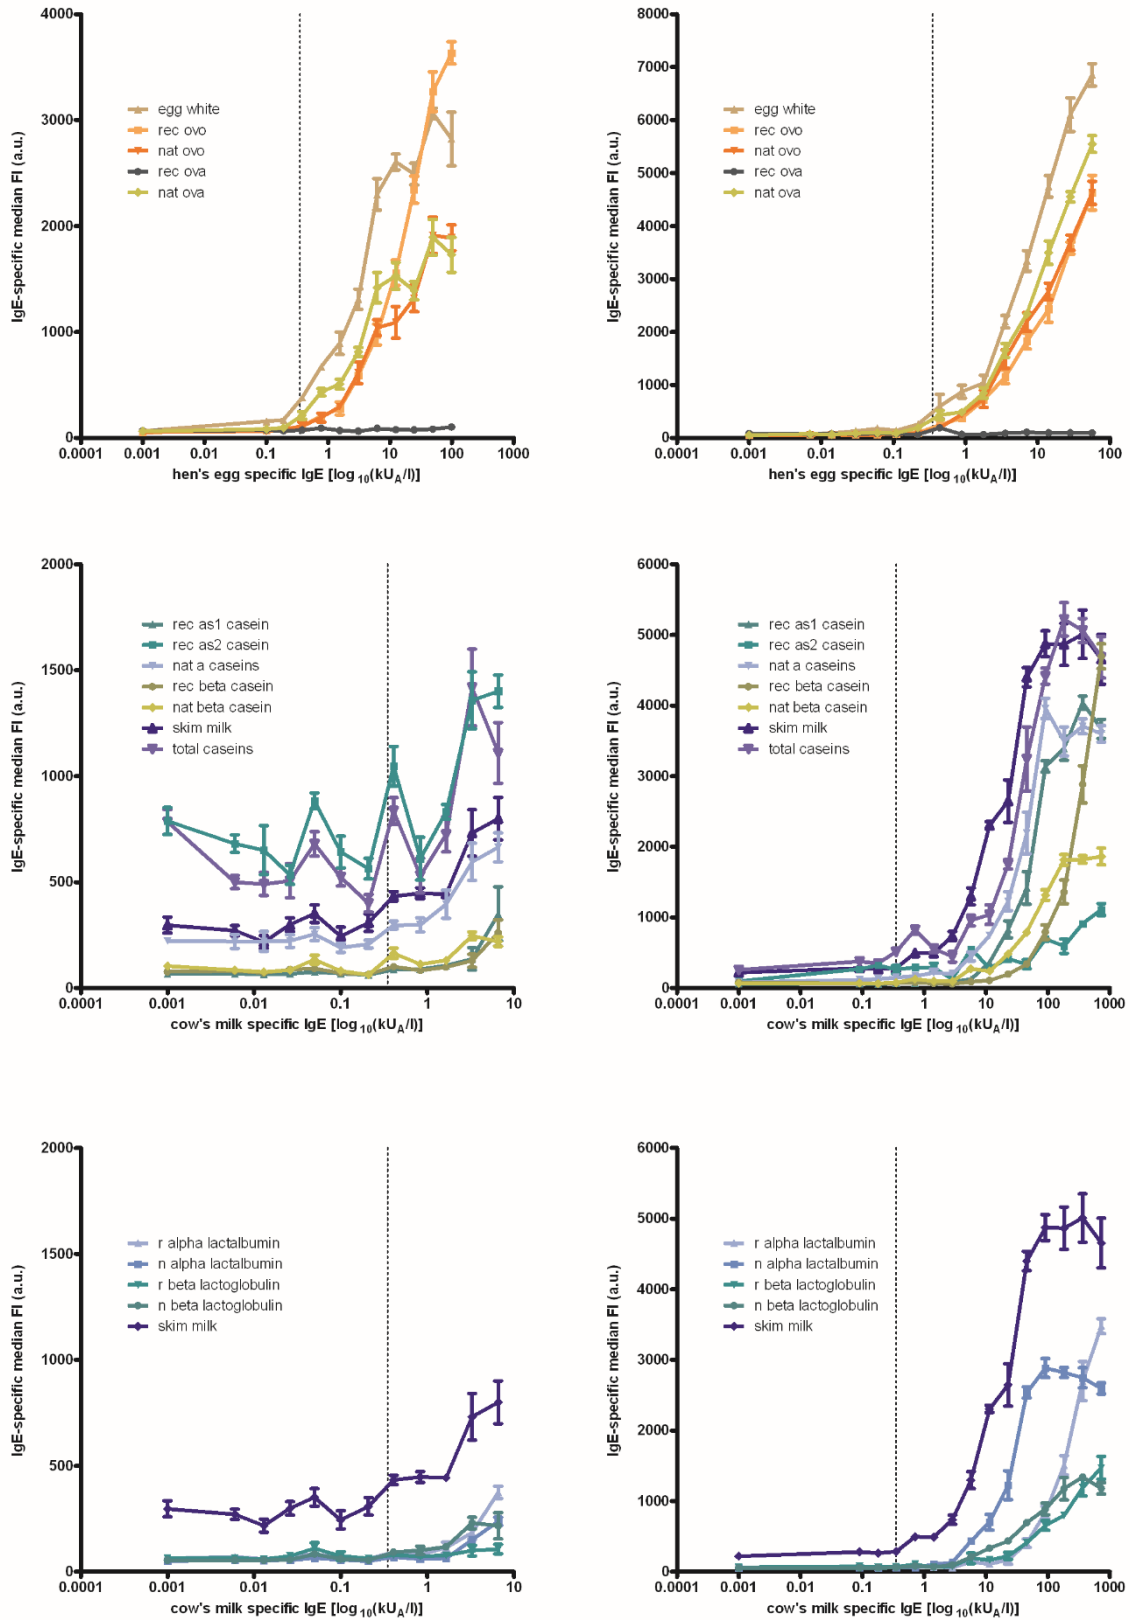 4000
3000
2000
1000
0
IgE-specific median FI (a.u.)
egg white
rec ovo
nat ovo
rec ova
nat ova
0.0001 0.001 0.01 0.1 1 10 100 1000
hen's egg specific IgE [log10(kUA/l)]
8000
7000
6000
5000
4000
3000
2000
1000
0
IgE-specific median FI (a.u.)
egg white
rec ovo
nat ovo
rec ova
nat ova
0.0001 0.001 0.01 0.1 1 10 100
hen's egg specific IgE [log10(kUA/l)]
2000
1500
1000
500
0
IgE-specific median FI (a.u.)
rec as1 casein
rec as2 casein
nat a caseins
rec beta casein
nat beta casein
skim milk
total caseins
0.0001 0.001 0.01 0.1 1 10
cow's milk specific IgE [log10(kUA/l)]
6000
5000
4000
3000
2000
1000
0
IgE-specific median FI (a.u.)
rec as1 casein
rec as2 casein
nat a caseins
rec beta casein
nat beta casein
skim milk
total caseins
0.0001 0.001 0.01 0.1 1 10 100 1000
cow's milk specific IgE [log10(kUA/l)]
2000
1500
1000
500
0
IgE-specific median FI (a.u.)
r alpha lactalbumin
n alpha lactalbumin
r beta lactoglobulin
n beta lactoglobulin
skim milk
0.0001 0.001 0.01 0.1 1 10
cow's milk specific IgE [log10(kUA/l)]
6000
5000
4000
3000
2000
1000
0
IgE-specific median FI (a.u.)
r alpha lactalbumin
n alpha lactalbumin
r beta lactoglobulin
n beta lactoglobulin
skim milk
0.0001 0.001 0.01 0.1 1 10 100 1000
cow's milk specific IgE [log10(kUA/l)]